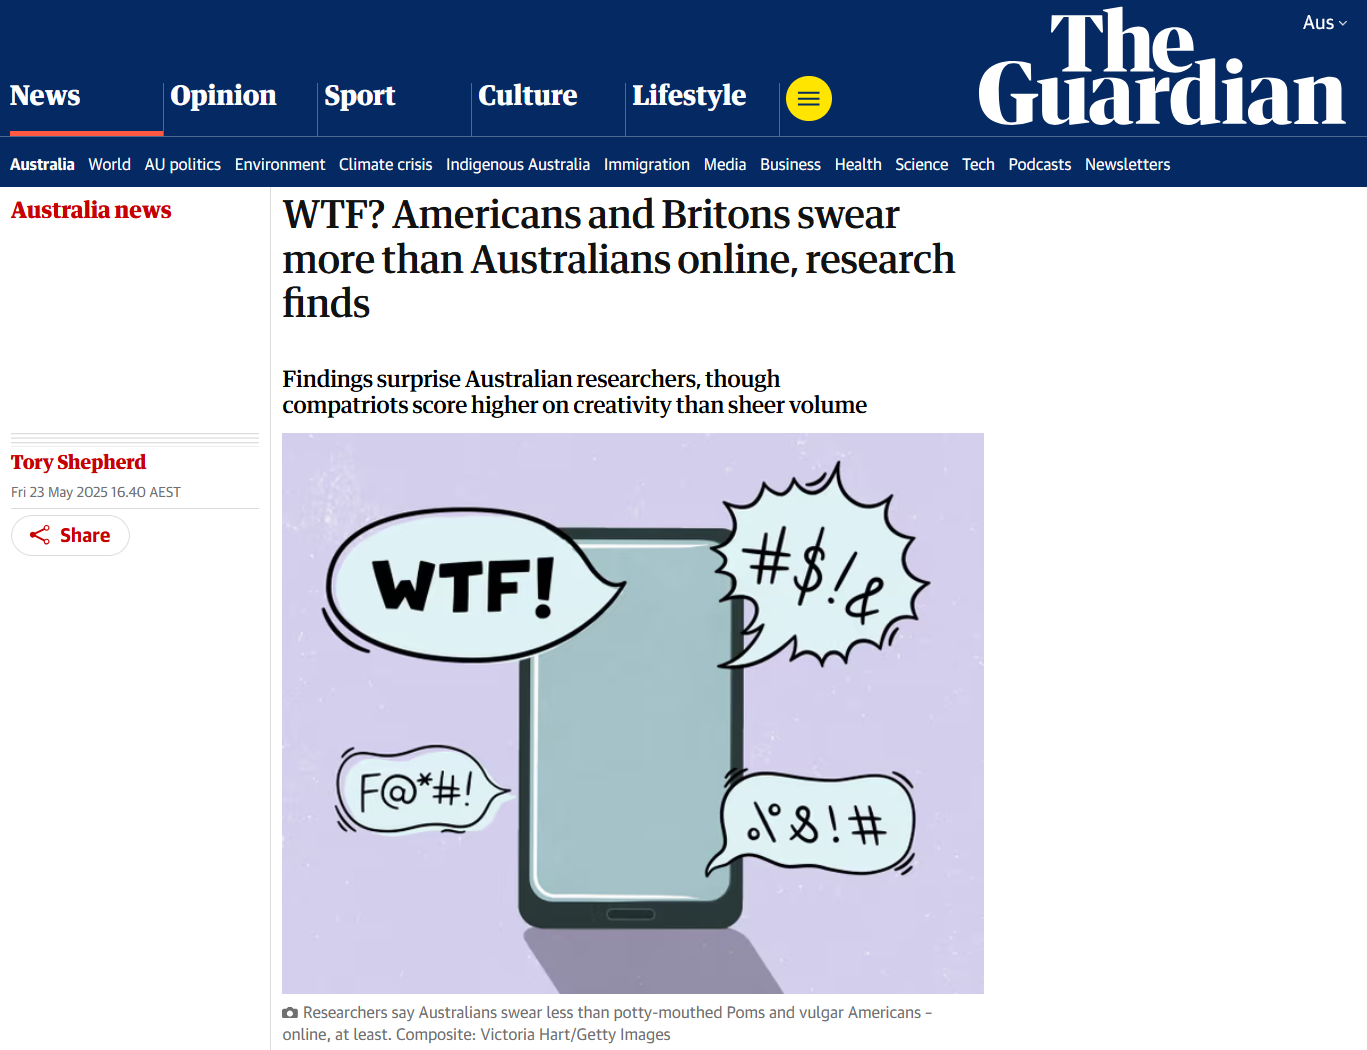 Aus
The
Guardian
News
Opinion
Sport
Culture
Lifestyle
Australia World AU politics Environment Climate crisis Indigenous Australia Immigration Media Business Health Science Tech Podcasts Newsletters
Australia news
WTF? Americans and Britons swear
more than Australians online, research
finds
Findings surprise Australian researchers, though
compatriots score higher on creativity than sheer volume
Tory Shepherd
Fri 23 May 2025 16.40 AEST
Share
WTF!
#$!&
F@*#!
%&!#
Researchers say Australians swear less than potty-mouthed Poms and vulgar Americans –
online, at least. Composite: Victoria Hart/Getty Images